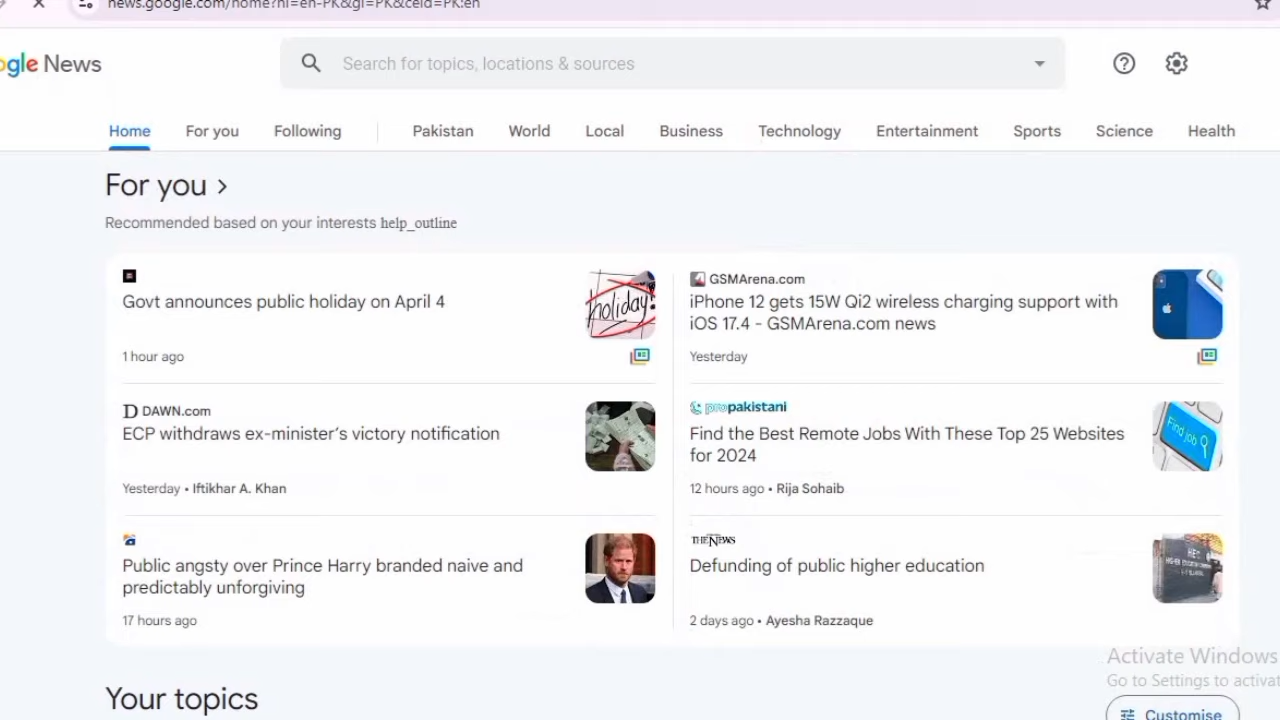 news.google.com/home?hl=en-PK&gl=PK&ceid=PK:en
ogle News
Search for topics, locations & sources
Home For you Following Pakistan World Local Business Technology Entertainment Sports Science Health
For you >
Recommended based on your interests help_outline
Govt announces public holiday on April 4
holiday!
1 hour ago
GSMArena.com
iPhone 12 gets 15W Qi2 wireless charging support with
iOS 17.4 - GSMArena.com news
Yesterday
D DAWN.com
ECP withdraws ex-minister’s victory notification
Yesterday • Iftikhar A. Khan
propakistani
Find the Best Remote Jobs With These Top 25 Websites
for 2024
Find job
12 hours ago • Rija Sohaib
Public angsty over Prince Harry branded naive and
predictably unforgiving
17 hours ago
THE NEWS
Defunding of public higher education
2 days ago • Ayesha Razzaque
Your topics
Activate Windows
Go to Settings to activat
Customise